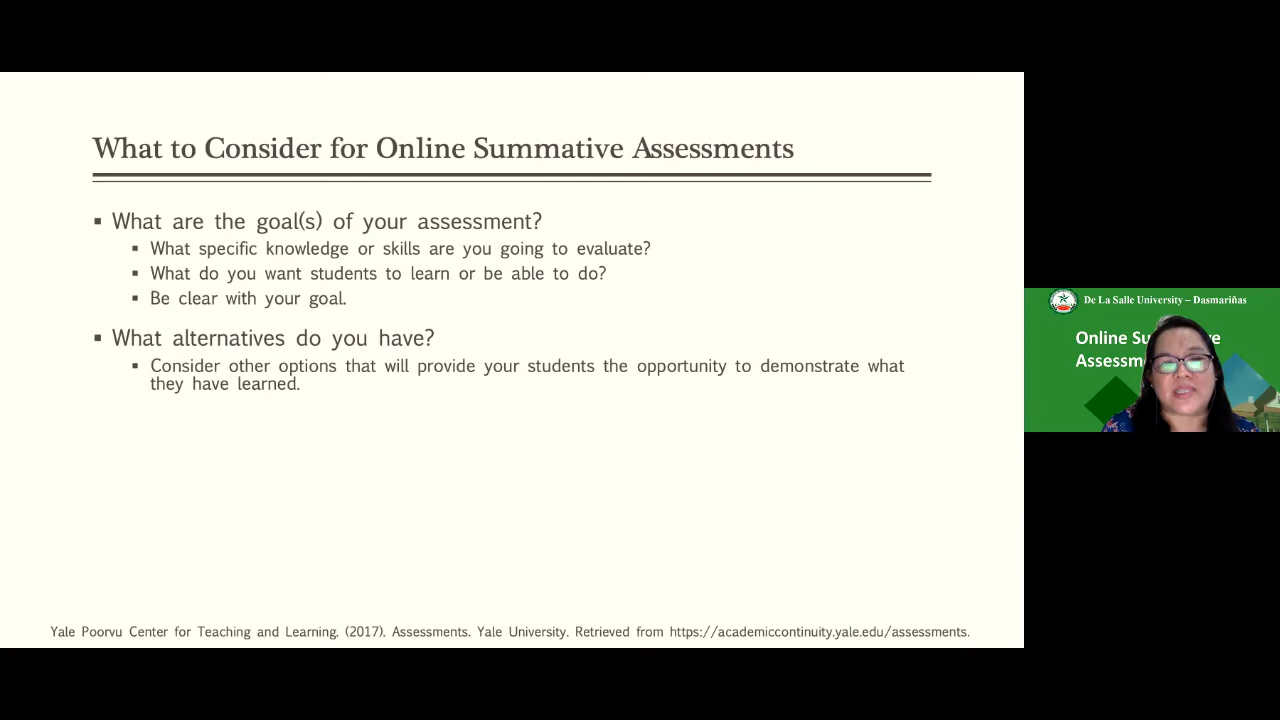 What to Consider for Online Summative Assessments
▪ What are the goal(s) of your assessment?
▪ What specific knowledge or skills are you going to evaluate?
▪ What do you want students to learn or be able to do?
▪ Be clear with your goal.
▪ What alternatives do you have?
▪ Consider other options that will provide your students the opportunity to demonstrate what
they have learned.
Yale Poorvu Center for Teaching and Learning. (2017). Assessments. Yale University. Retrieved from https://academiccontinuity.yale.edu/assessments.
De La Salle University – Dasmariñas
Online Su e
Assessm